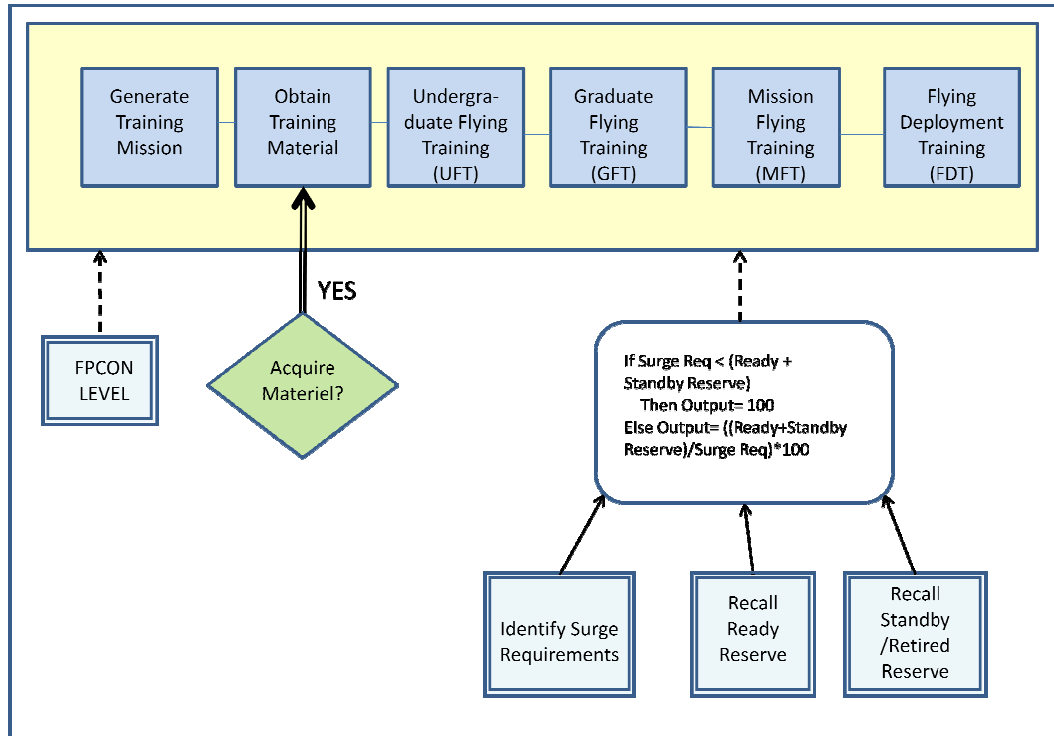 Generate
Training
Mission
Obtain
Training
Material
Undergra-
duate Flying
Training
(UFT)
Graduate
Flying
Training
(GFT)
Mission
Flying
Training
(MFT)
Flying
Deployment
Training
(FDT)
YES
FPCON
LEVEL
Acquire
Materiel?
If Surge Req < (Ready +
Standby Reserve)
Then Output= 100
Else Output= ((Ready+Standby
Reserve)/Surge Req)*100
Identify Surge
Requirements
Recall
Ready
Reserve
Recall
Standby
/Retired
Reserve